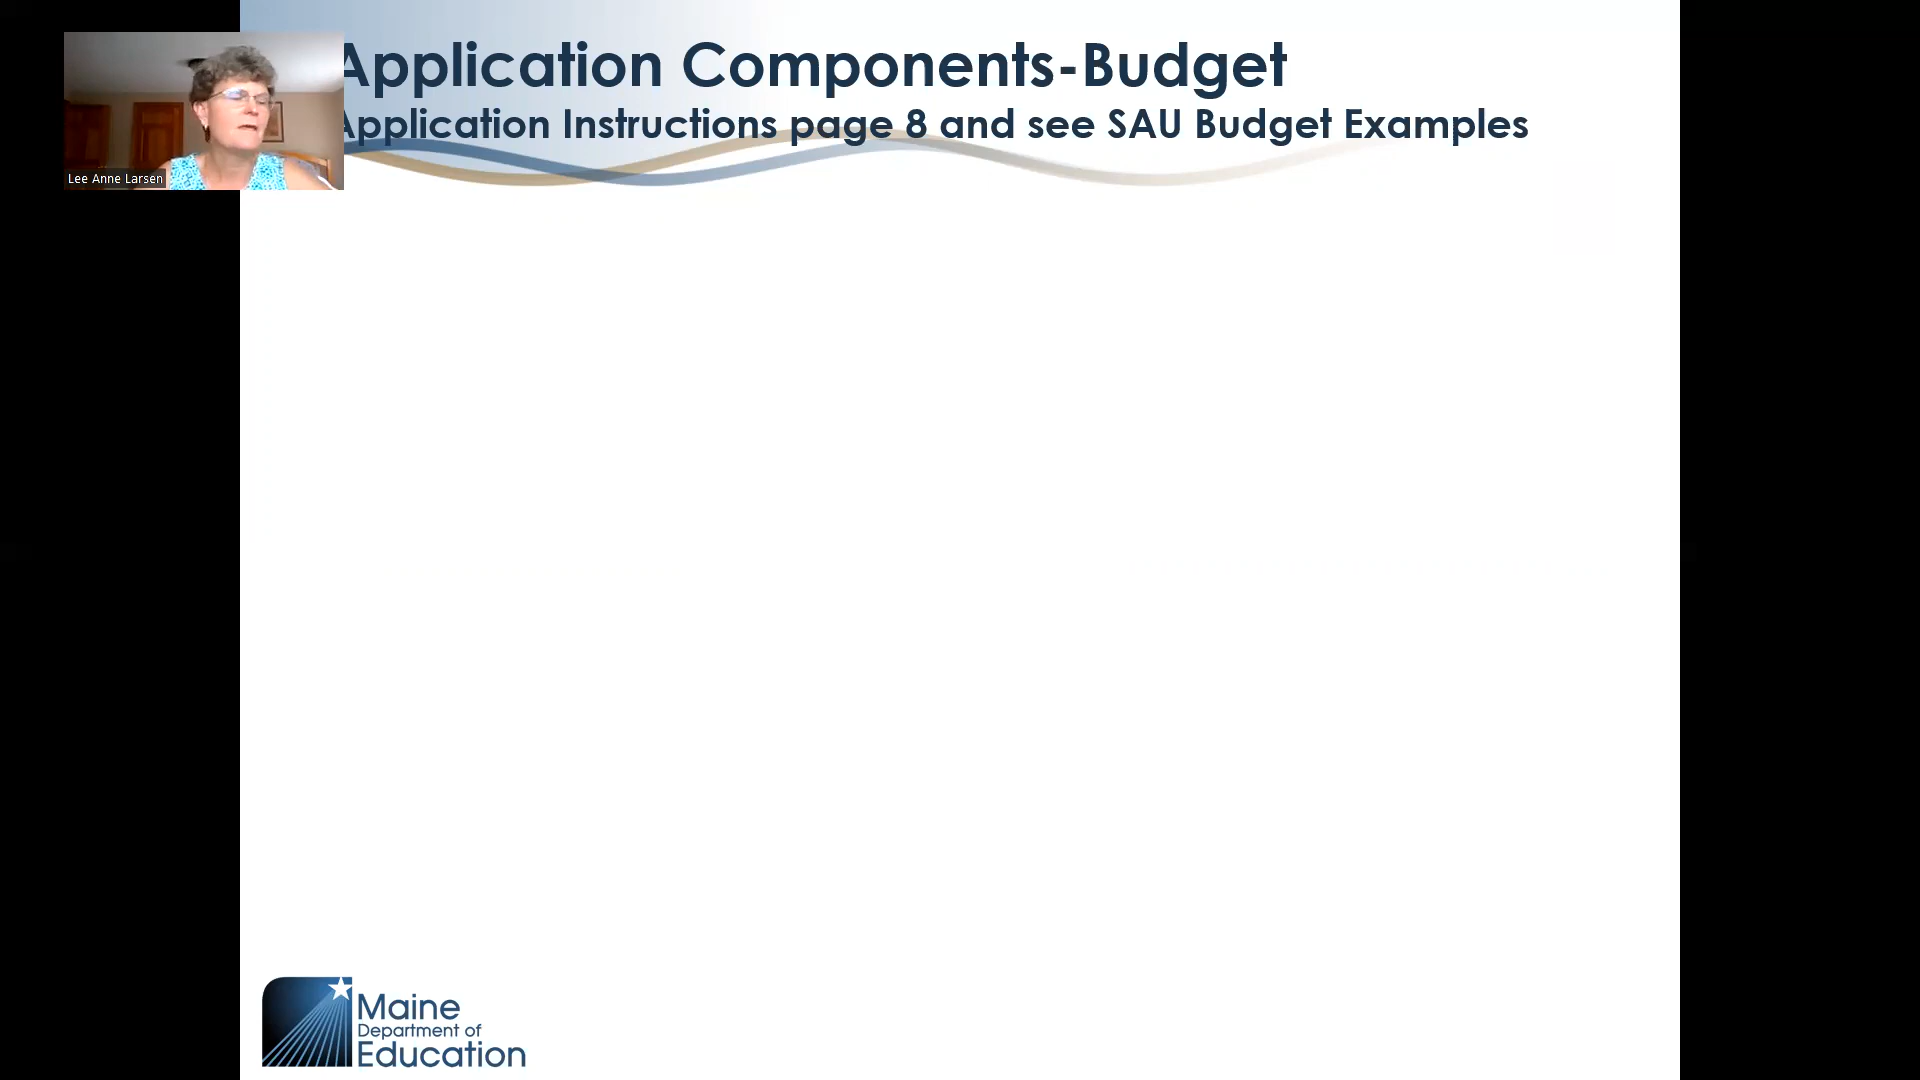 Application Components-Budget
Application Instructions page 8 and see SAU Budget Examples
Lee Anne Larsen
Maine
Department of
Education